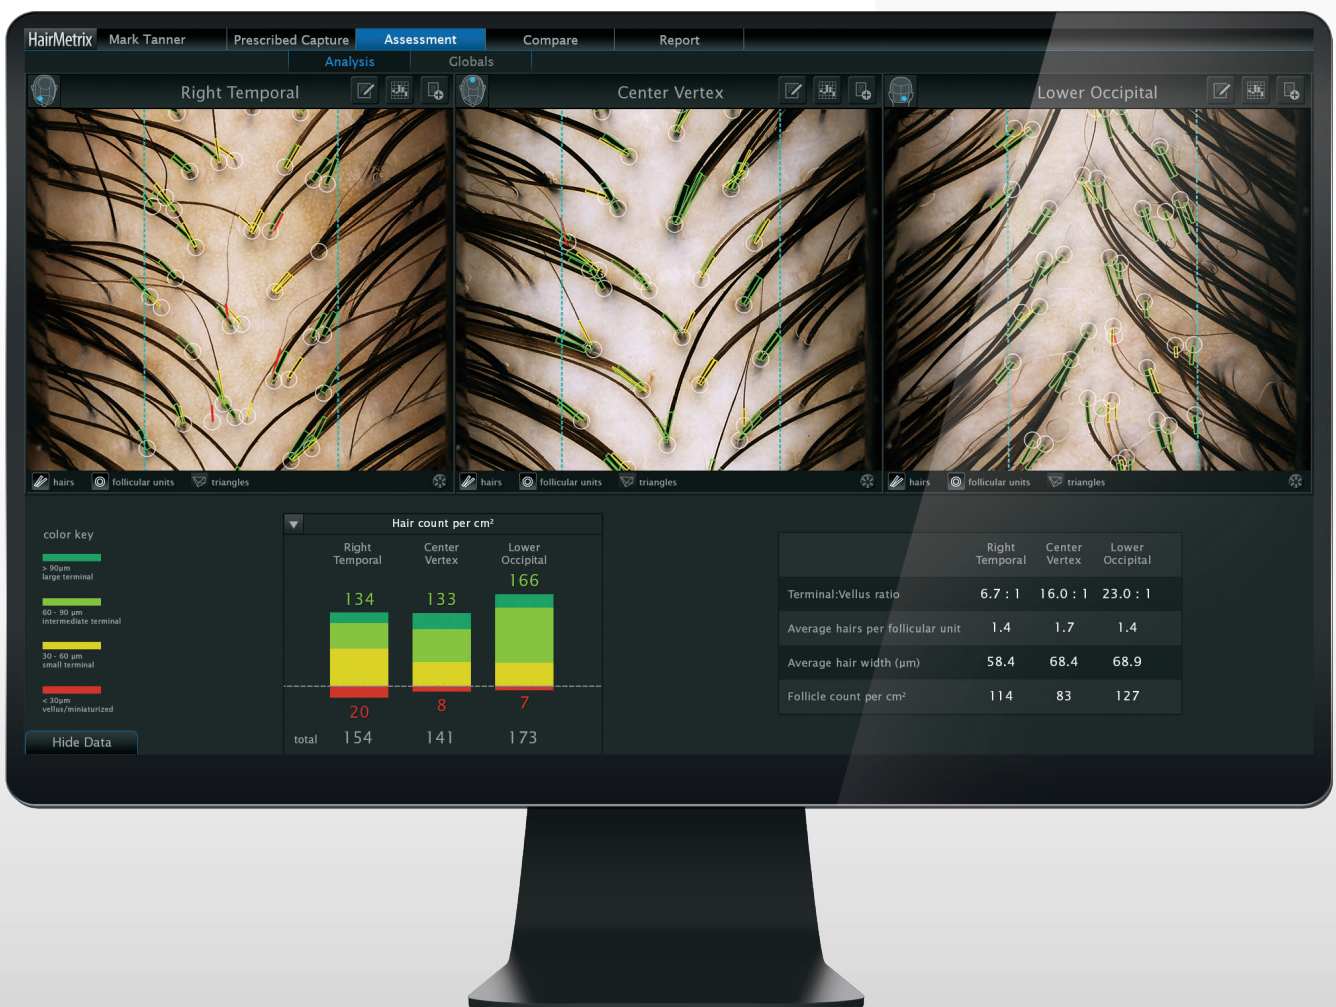 HairMetrix Mark Tanner Prescribed Capture Assessment Compare Report
Analysis Globals
Right Temporal
Center Vertex
Lower Occipital
hairs follicular units triangles
hairs follicular units triangles
hairs follicular units triangles
color key
> 90μm
large terminal
60 - 90 μm
intermediate terminal
30 - 60 μm
small terminal
< 30μm
vellus/miniaturized
Hide Data
Hair count per cm²
Right Center Lower
Temporal Vertex Occipital
134 133 166
20 8 7
total 154 141 173
Right Center Lower
Temporal Vertex Occipital
Terminal:Vellus ratio 6.7 : 1 16.0 : 1 23.0 : 1
Average hairs per follicular unit 1.4 1.7 1.4
Average hair width (μm) 58.4 68.4 68.9
Follicle count per cm² 114 83 127